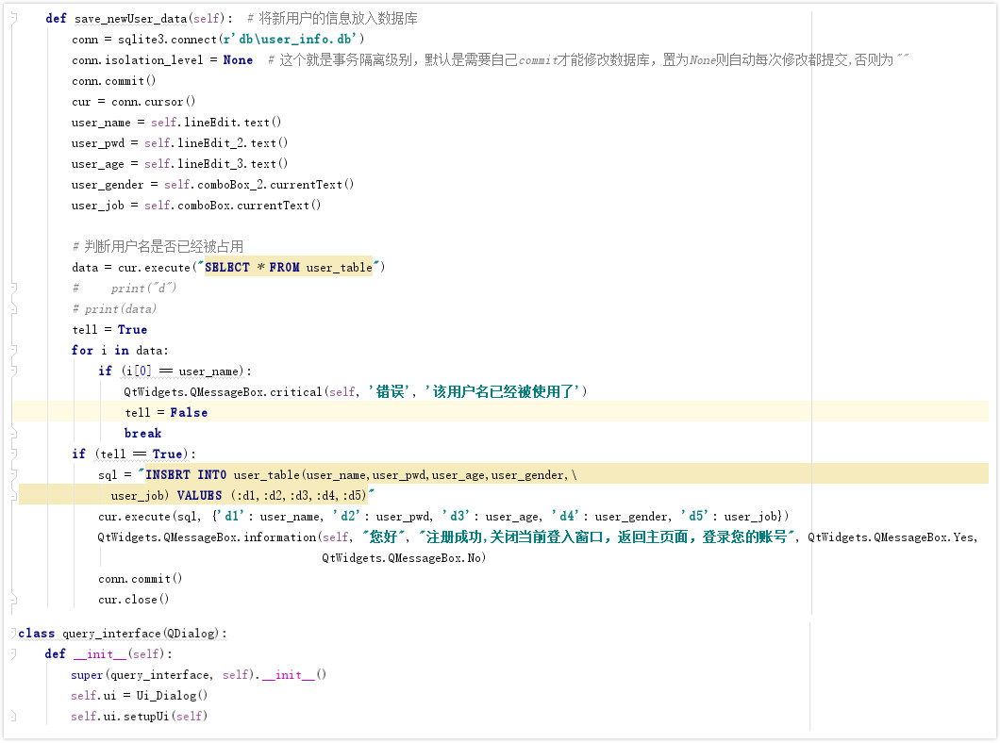 def save_newUser_data(self):  # 将新用户的信息放入数据库
    conn = sqlite3.connect(r'db\user_info.db')
    conn.isolation_level = None  # 这个就是事务隔离级别，默认是需要自己commit才能修改数据库，置为None则自动每次修改都提交,否则为""
    conn.commit()
    cur = conn.cursor()
    user_name = self.lineEdit.text()
    user_pwd = self.lineEdit_2.text()
    user_age = self.lineEdit_3.text()
    user_gender = self.comboBox_2.currentText()
    user_job = self.comboBox.currentText()

    # 判断用户名是否已经被占用
    data = cur.execute("SELECT * FROM user_table")
    #     print("d")
    # print(data)
    tell = True
    for i in data:
        if (i[0] == user_name):
            QtWidgets.QMessageBox.critical(self, '错误', '该用户名已经被使用了')
            tell = False
            break
    if (tell == True):
        sql = "INSERT INTO user_table(user_name,user_pwd,user_age,user_gender,\
          user_job) VALUES (:d1,:d2,:d3,:d4,:d5)"
        cur.execute(sql, {'d1': user_name, 'd2': user_pwd, 'd3': user_age, 'd4': user_gender, 'd5': user_job})
        QtWidgets.QMessageBox.information(self, "您好", "注册成功,关闭当前登入窗口，返回主页面，登录您的账号", QtWidgets.QMessageBox.Yes,
                                          QtWidgets.QMessageBox.No)
        conn.commit()
        cur.close()
class query_interface(QDialog):
    def __init__(self):
        super(query_interface, self).__init__()
        self.ui = Ui_Dialog()
        self.ui.setupUi(self)